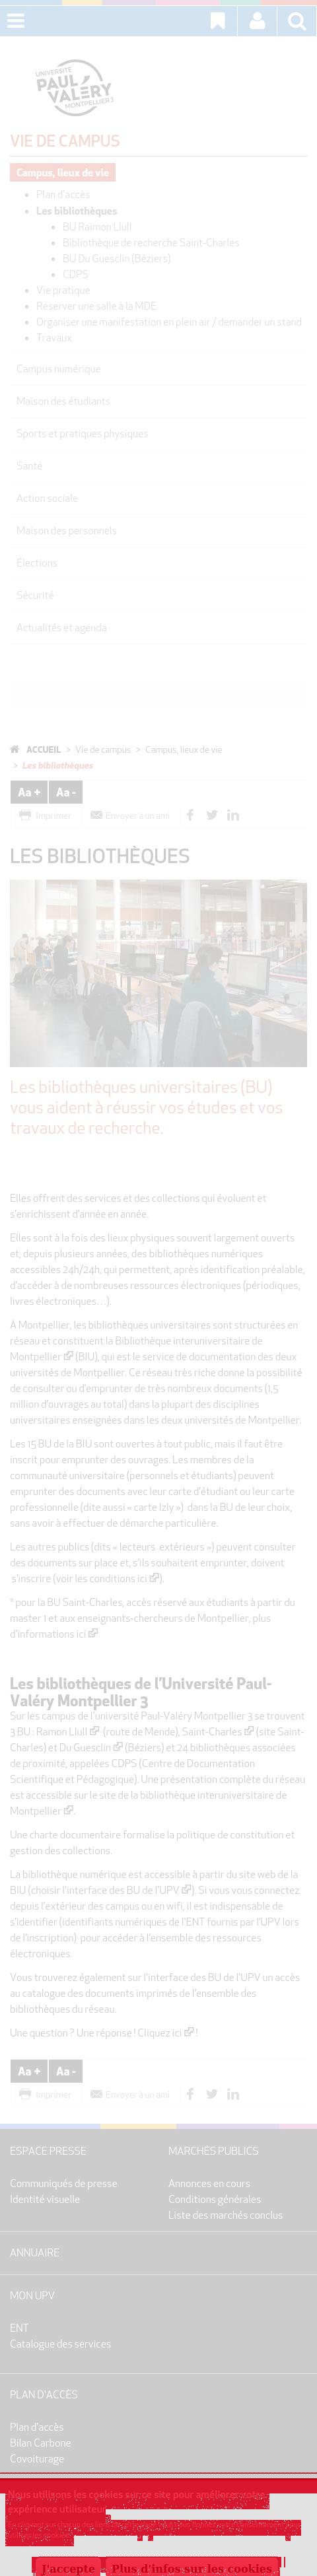 UNIVERSITÉ
PAUL
VALÉRY
MONTPELLIER 3
VIE DE CAMPUS
Campus, lieux de vie
Plan d'accès
Les bibliothèques
BU Raimon Llull
Bibliothèque de recherche Saint-Charles
BU Du Guesclin (Béziers)
CDPS
Vie pratique
Réserver une salle à la MDE
Organiser une manifestation en plein air / demander un stand
Travaux
Campus numérique
Maison des étudiants
Sports et pratiques physiques
Santé
Action sociale
Maison des personnels
Élections
Sécurité
Actualités et agenda
ACCUEIL > Vie de campus > Campus, lieux de vie
> Les bibliothèques
Aa + Aa -
Imprimer Envoyer à un ami
LES BIBLIOTHÈQUES
Les bibliothèques universitaires (BU)
vous aident à réussir vos études et vos
travaux de recherche.
Elles offrent des services et des collections qui évoluent et
s'enrichissent d'année en année.
Elles sont à la fois des lieux physiques souvent largement ouverts
et, depuis plusieurs années, des bibliothèques numériques
accessibles 24h/24h, qui permettent, après identification préalable,
d'accéder à de nombreuses ressources électroniques (périodiques,
livres électroniques…).
A Montpellier, les bibliothèques universitaires sont structurées en
réseau et constituent la Bibliothèque interuniversitaire de
Montpellier (BIU), qui est le service de documentation des deux
universités de Montpellier. Ce réseau très riche donne la possibilité
de consulter ou d'emprunter de très nombreux documents (1,5
million d'ouvrages au total) dans la plupart des disciplines
universitaires enseignées dans les deux universités de Montpellier.
Les 15 BU de la BIU sont ouvertes à tout public, mais il faut être
inscrit pour emprunter des ouvrages. Les membres de la
communauté universitaire (personnels et étudiants) peuvent
emprunter des documents avec leur carte d'étudiant ou leur carte
professionnelle (dite aussi « carte Izly ») dans la BU de leur choix,
sans avoir à effectuer de démarche particulière.
Les autres publics (dits « lecteurs extérieurs ») peuvent consulter
des documents sur place et, s'ils souhaitent emprunter, doivent
s'inscrire (voir les conditions ici ).
* pour la BU Saint-Charles, accès réservé aux étudiants à partir du
master 1 et aux enseignants-chercheurs de Montpellier, plus
d'informations ici
Les bibliothèques de l'Université Paul-
Valéry Montpellier 3
Sur les campus de l'université Paul-Valéry Montpellier 3 se trouvent
3 BU : Ramon Llull (route de Mende), Saint-Charles (site Saint-
Charles) et Du Guesclin (Béziers) et 24 bibliothèques associées
de proximité, appelées CDPS (Centre de Documentation
Scientifique et Pédagogique). Une présentation complète du réseau
est accessible sur le site de la bibliothèque interuniversitaire de
Montpellier .
Une charte documentaire formalise la politique de constitution et
gestion des collections.
La bibliothèque numérique est accessible à partir du site web de la
BIU (choisir l'interface des BU de l'UPV ). Si vous vous connectez
depuis l'extérieur des campus ou en wifi, il est indispensable de
s'identifier (identifiants numériques de l'ENT fournis par l'UPV lors
de l'inscription) pour accéder à l'ensemble des ressources
électroniques.
Vous trouverez également sur l'interface des BU de l'UPV un accès
au catalogue des documents imprimés de l'ensemble des
bibliothèques du réseau.
Une question ? Une réponse ! Cliquez ici !
Aa + Aa -
Imprimer Envoyer à un ami
ESPACE PRESSE
Communiqués de presse
Identité visuelle
MARCHÉS PUBLICS
Annonces en cours
Conditions générales
Liste des marchés conclus
ANNUAIRE
MON UPV
ENT
Catalogue des services
PLAN D'ACCÈS
Plan d'accès
Bilan Carbone
Covoiturage
Nous utilisons les cookies sur ce site pour améliorer votre
expérience utilisateur.
J'accepte Plus d'infos sur les cookies